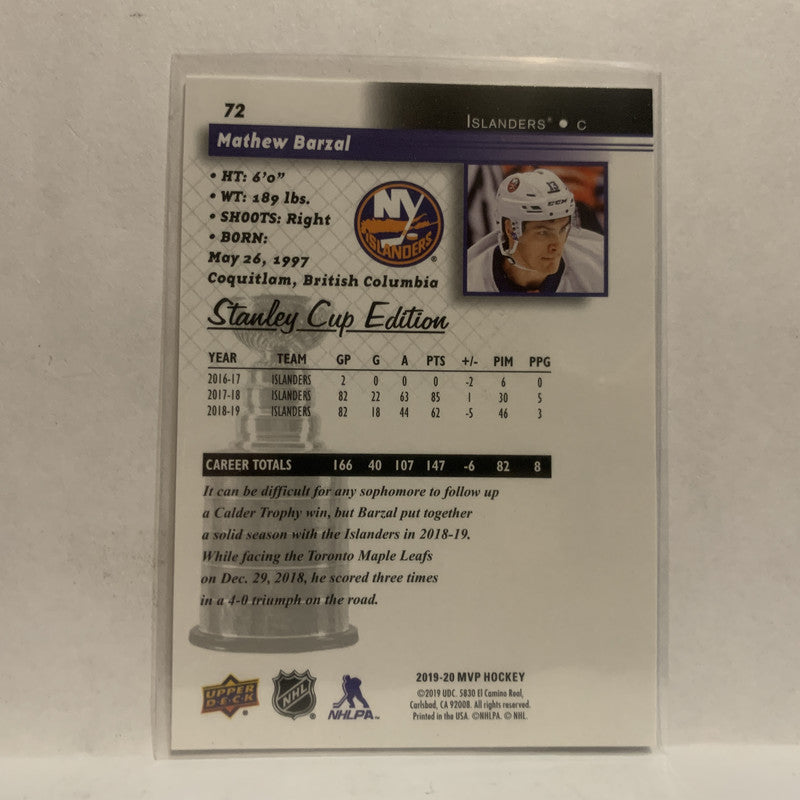 72
ISLANDERS® • C
Mathew Barzal
• HT: 6'0"
• WT: 189 lbs.
• SHOOTS: Right
• BORN:
May 26, 1997
Coquitlam, British Columbia
NY
ISLANDERS
®
13
CCM
Stanley Cup Edition
YEAR TEAM GP G A PTS +/- PIM PPG
2016-17 ISLANDERS 2 0 0 0 -2 6 0
2017-18 ISLANDERS 82 22 63 85 1 30 5
2018-19 ISLANDERS 82 18 44 62 -5 46 3
CAREER TOTALS 166 40 107 147 -6 82 8
It can be difficult for any sophomore to follow up
a Calder Trophy win, but Barzal put together
a solid season with the Islanders in 2018-19.
While facing the Toronto Maple Leafs
on Dec. 29, 2018, he scored three times
in a 4-0 triumph on the road.
UPPER
DECK
NHL
NHLPA™
2019-20 MVP HOCKEY
©2019 UDC. 5830 El Camino Real,
Carlsbad, CA 92008. All rights reserved.
Printed in the USA. ©NHLPA. © NHL.